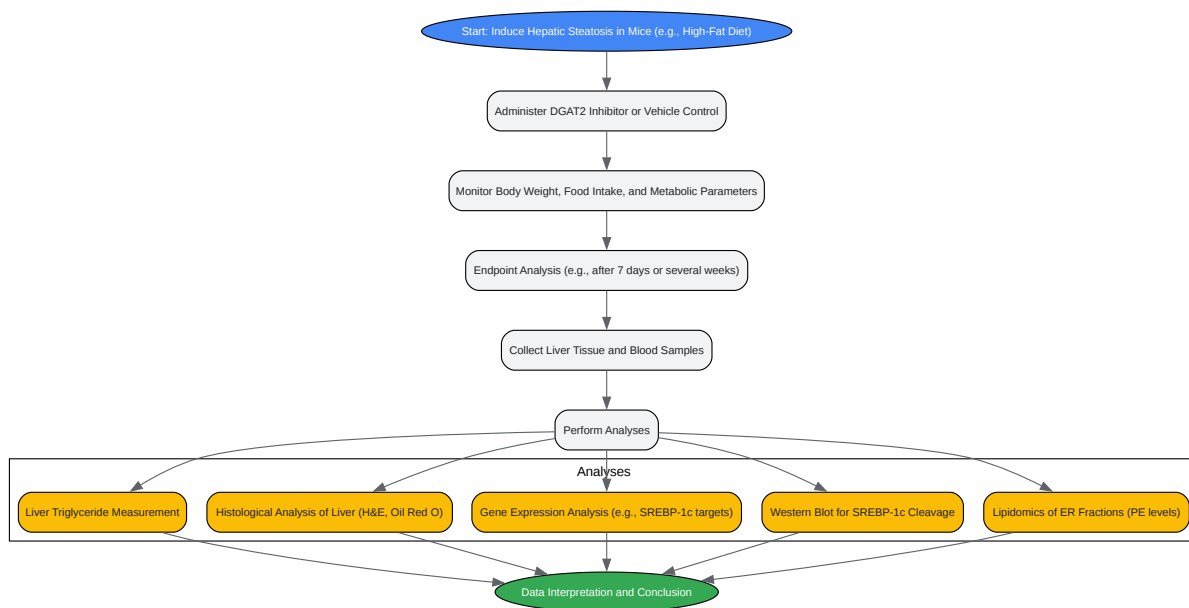 Start: Induce Hepatic Steatosis in Mice (e.g., High-Fat Diet)
Administer DGAT2 Inhibitor or Vehicle Control
Monitor Body Weight, Food Intake, and Metabolic Parameters
Endpoint Analysis (e.g., after 7 days or several weeks)
Collect Liver Tissue and Blood Samples
Perform Analyses
Analyses
Liver Triglyceride Measurement
Histological Analysis of Liver (H&E, Oil Red O)
Gene Expression Analysis (e.g., SREBP-1c targets)
Western Blot for SREBP-1c Cleavage
Lipidomics of ER Fractions (PE levels)
Data Interpretation and Conclusion